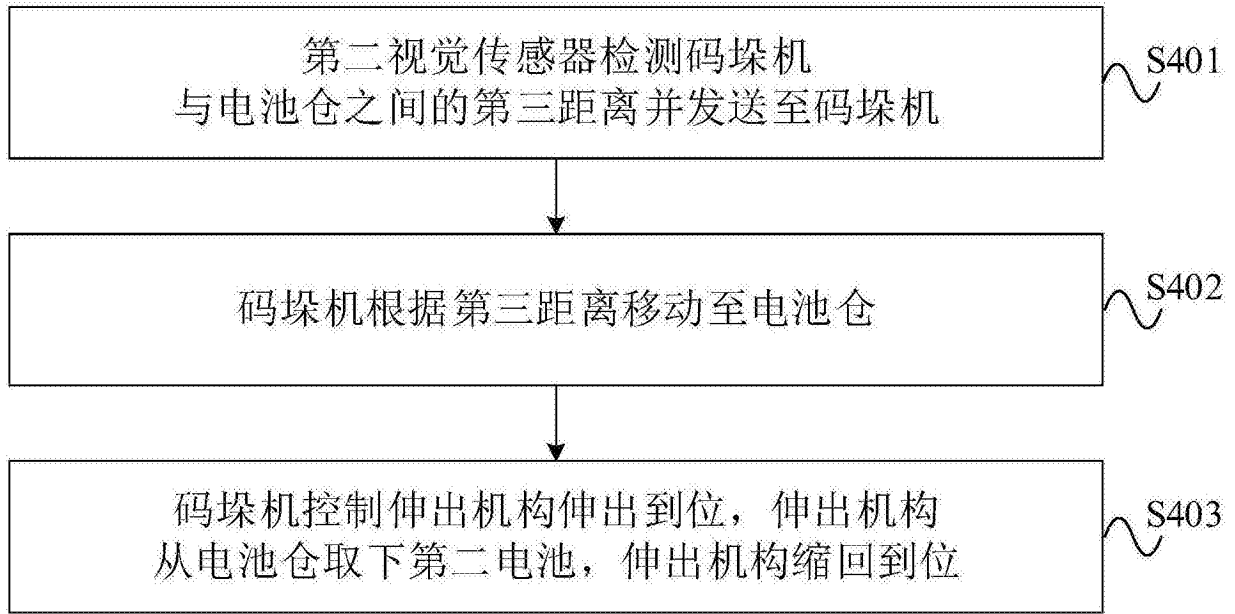 第二视觉传感器检测码垛机
与电池仓之间的第三距离并发送至码垛机
S401
码垛机根据第三距离移动至电池仓
S402
码垛机控制伸出机构伸出到位，伸出机构
从电池仓取下第二电池，伸出机构缩回到位
S403